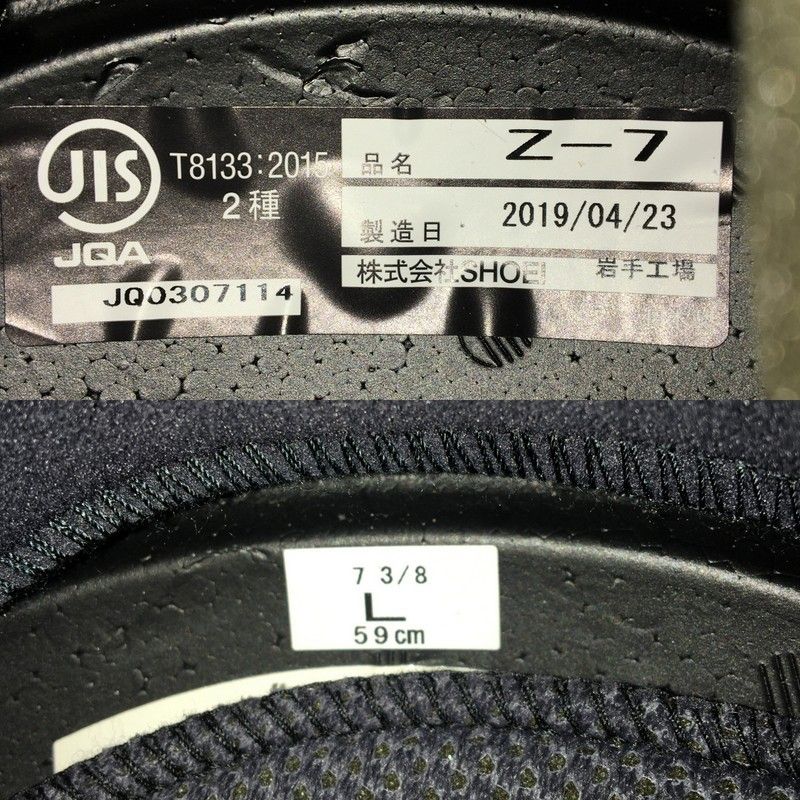 JIS
JQA
T8133:2015
2種
JQ0307114
品名 Z-7
製造日 2019/04/23
株式会社SHOEI 岩手工場
7 3/8
L
59cm